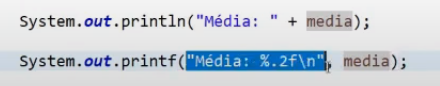 System.out.println("Média: " + media);
System.out.printf("Média: %.2f\n", media);